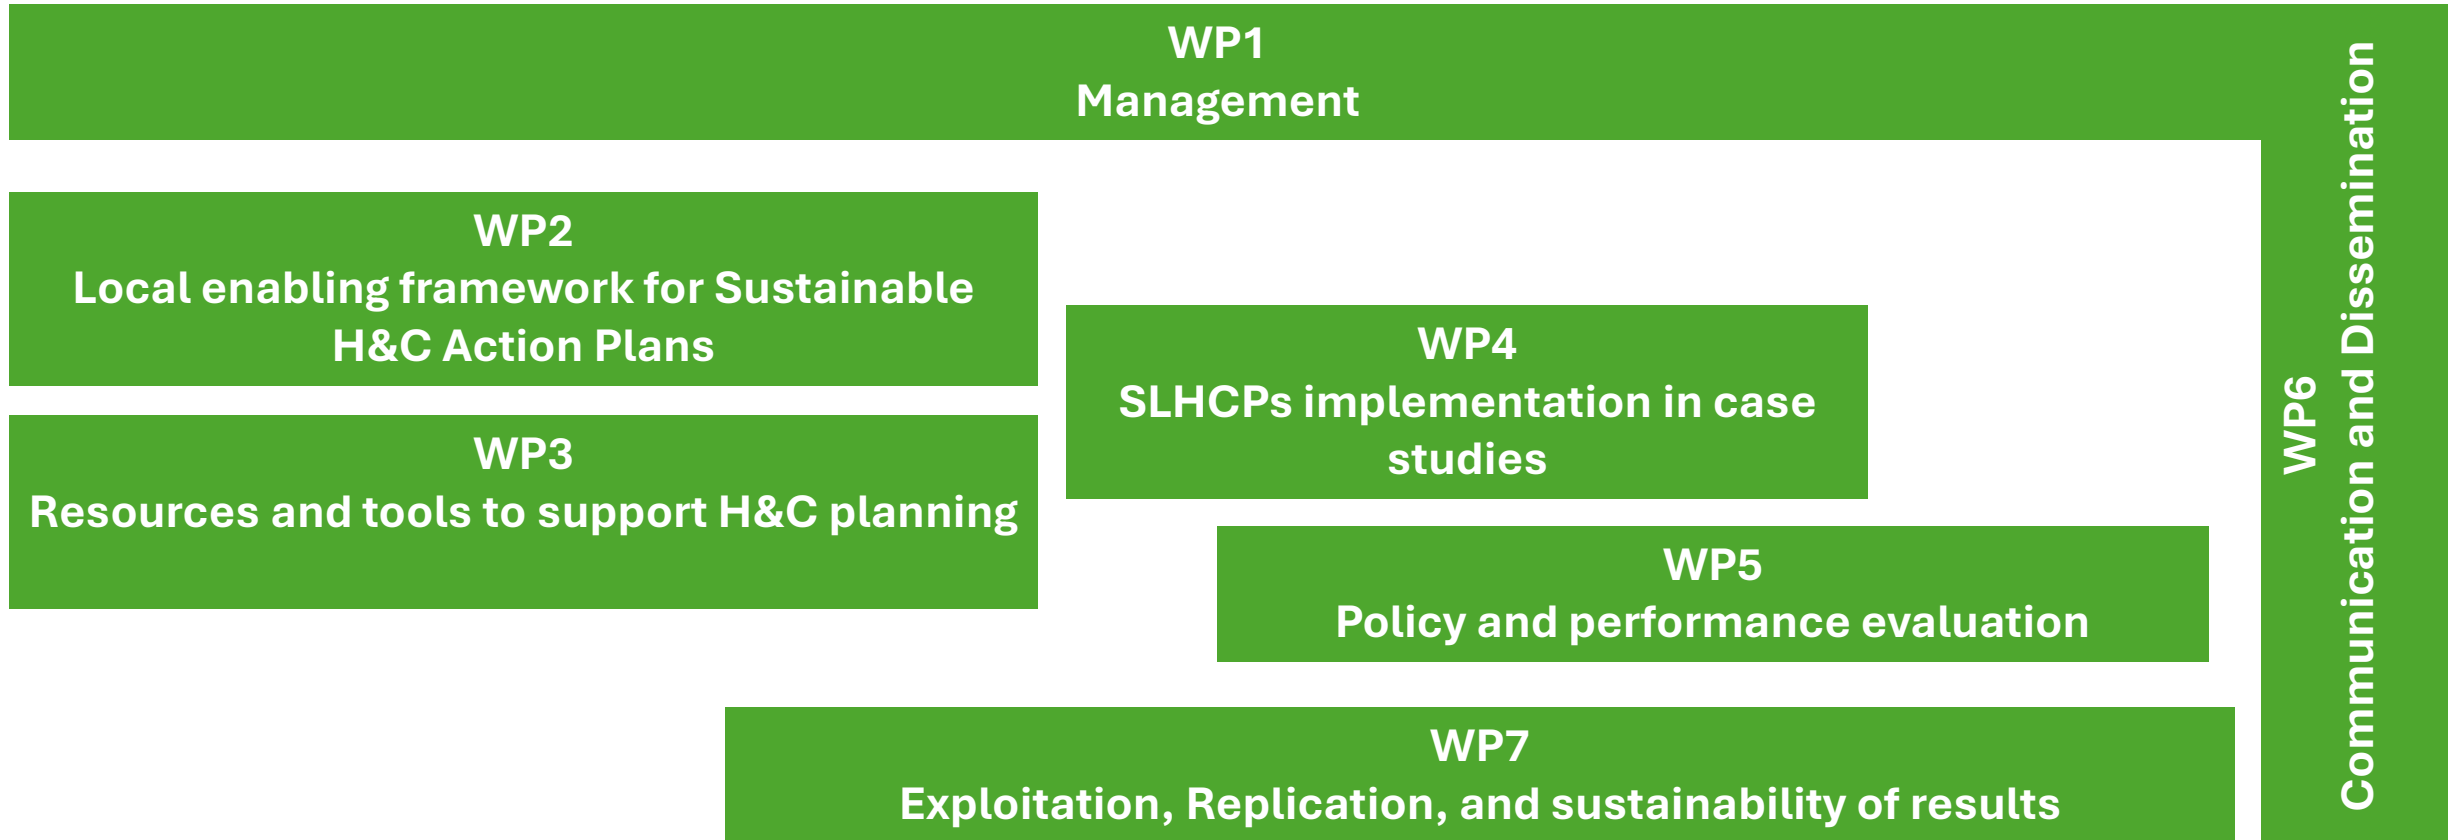 WP1
Management
WP2
Local enabling framework for Sustainable
H&C Action Plans
WP3
Resources and tools to support H&C planning
WP4
SLHCPs implementation in case
studies
WP5
Policy and performance evaluation
WP6
Communication and Dissemination
WP7
Exploitation, Replication, and sustainability of results